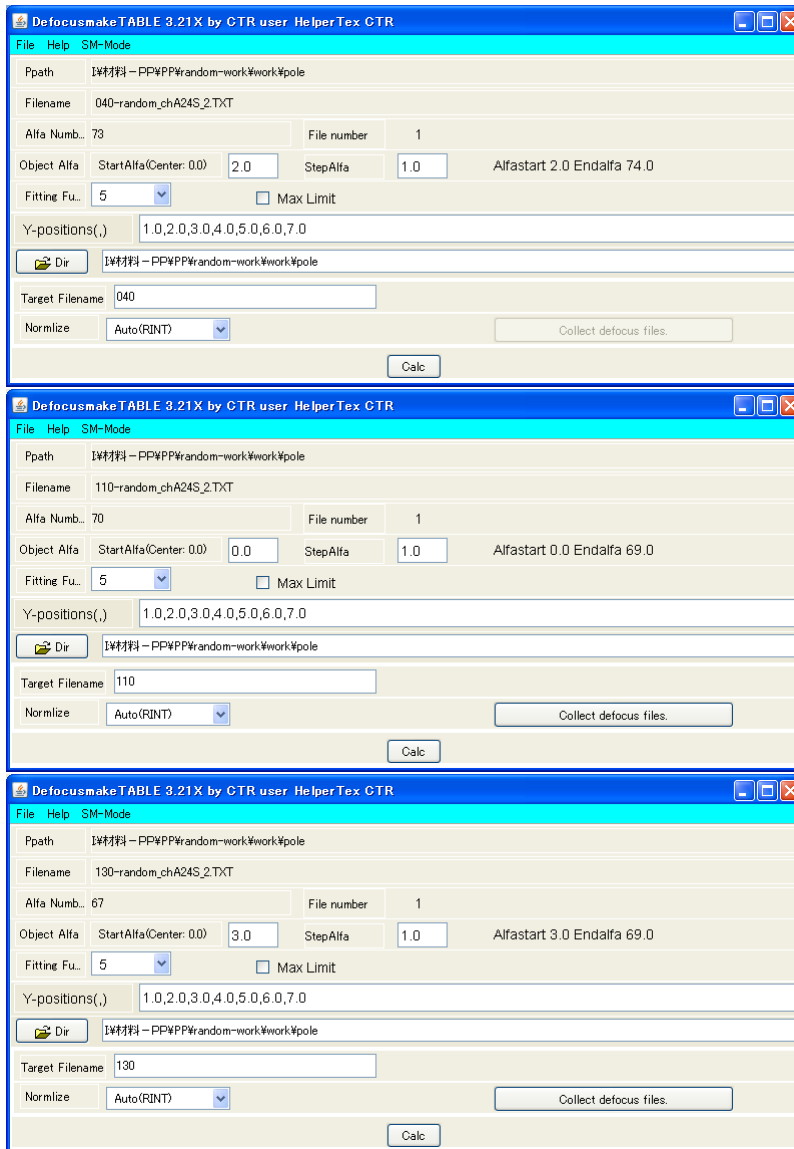 DefocusmakeTABLE 3.21X by CTR user HelperTex CTR
File Help SM-Mode
Ppath I¥材料-PP¥PP¥random-work¥work¥pole
Filename 040-random_chA24S_2.TXT
Alfa Numb... 73 File number 1
Object Alfa StartAlfa(Center: 0.0) 2.0 StepAlfa 1.0 Alfastart 2.0 Endalfa 74.0
Fitting Fu... 5 Max Limit
Y-positions(,) 1.0,2.0,3.0,4.0,5.0,6.0,7.0
Dir I¥材料-PP¥PP¥random-work¥work¥pole
Target Filename 040
Normlize Auto(RINT) Collect defocus files.
Calc
DefocusmakeTABLE 3.21X by CTR user HelperTex CTR
File Help SM-Mode
Ppath I¥材料-PP¥PP¥random-work¥work¥pole
Filename 110-random_chA24S_2.TXT
Alfa Numb... 70 File number 1
Object Alfa StartAlfa(Center: 0.0) 0.0 StepAlfa 1.0 Alfastart 0.0 Endalfa 69.0
Fitting Fu... 5 Max Limit
Y-positions(,) 1.0,2.0,3.0,4.0,5.0,6.0,7.0
Dir I¥材料-PP¥PP¥random-work¥work¥pole
Target Filename 110
Normlize Auto(RINT) Collect defocus files.
Calc
DefocusmakeTABLE 3.21X by CTR user HelperTex CTR
File Help SM-Mode
Ppath I¥材料-PP¥PP¥random-work¥work¥pole
Filename 130-random_chA24S_2.TXT
Alfa Numb... 67 File number 1
Object Alfa StartAlfa(Center: 0.0) 3.0 StepAlfa 1.0 Alfastart 3.0 Endalfa 69.0
Fitting Fu... 5 Max Limit
Y-positions(,) 1.0,2.0,3.0,4.0,5.0,6.0,7.0
Dir I¥材料-PP¥PP¥random-work¥work¥pole
Target Filename 130
Normlize Auto(RINT) Collect defocus files.
Calc